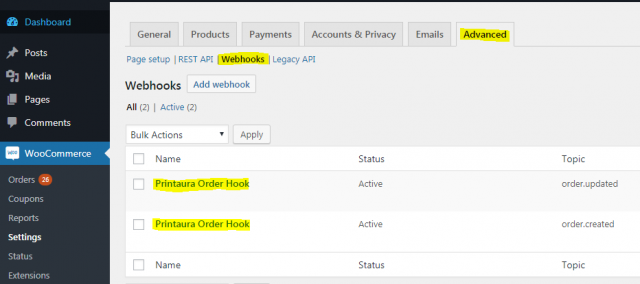 Dashboard
Posts
Media
Pages
Comments
WooCommerce
Orders 26
Coupons
Reports
Settings
Status
Extensions
General Products Payments Accounts & Privacy Emails Advanced
Page setup | REST API | Webhooks | Legacy API
Webhooks Add webhook
All (2) | Active (2)
Bulk Actions Apply
Name Status Topic
Printaura Order Hook Active order.updated
Printaura Order Hook Active order.created
Name Status Topic